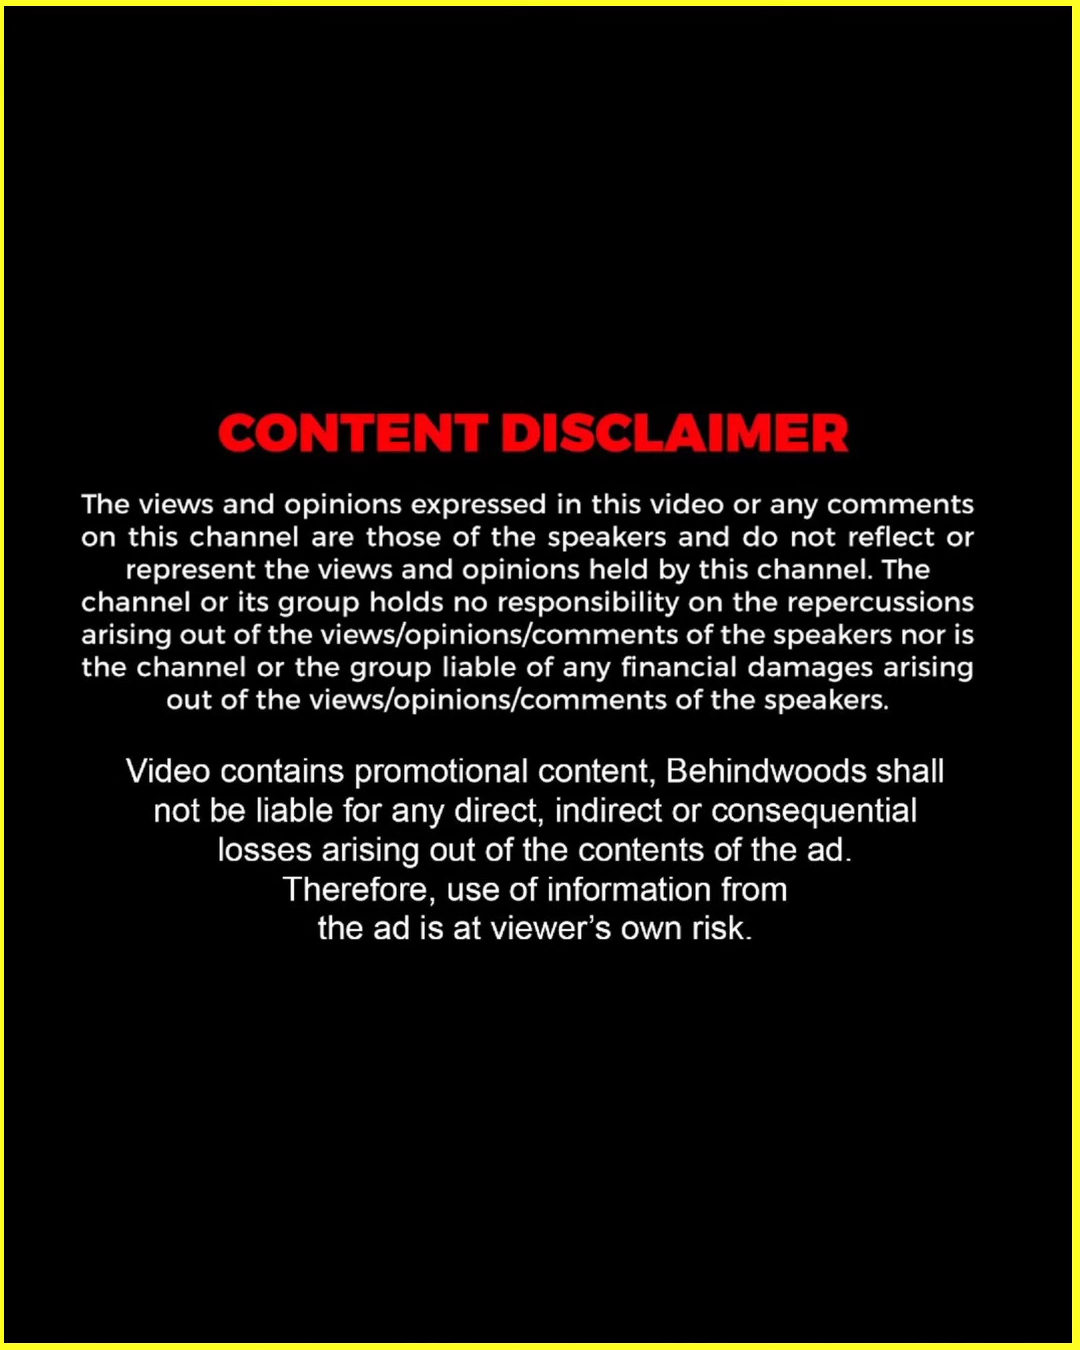 CONTENT DISCLAIMER
The views and opinions expressed in this video or any comments
on this channel are those of the speakers and do not reflect or
represent the views and opinions held by this channel. The
channel or its group holds no responsibility on the repercussions
arising out of the views/opinions/comments of the speakers nor is
the channel or the group liable of any financial damages arising
out of the views/opinions/comments of the speakers.
Video contains promotional content, Behindwoods shall
not be liable for any direct, indirect or consequential
losses arising out of the contents of the ad.
Therefore, use of information from
the ad is at viewer’s own risk.